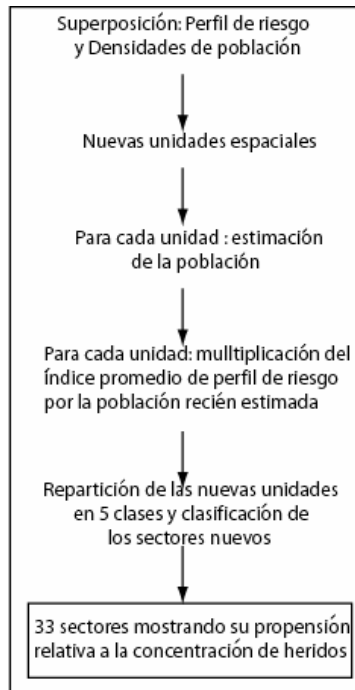 Superposición: Perfil de riesgo
y Densidades de población
Nuevas unidades espaciales
Para cada unidad : estimación
de la población
Para cada unidad: mulltiplicación del
índice promedio de perfil de riesgo
por la población recién estimada
Repartición de las nuevas unidades
en 5 clases y clasificación de
los sectores nuevos
33 sectores mostrando su propensión
relativa a la concentración de heridos